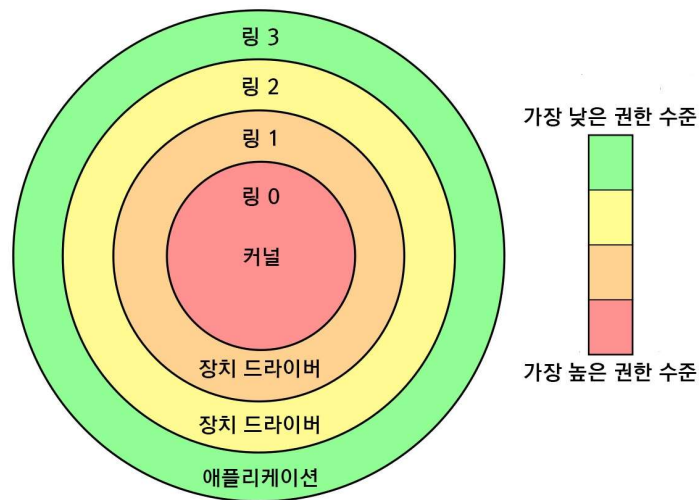 링 3
링 2
링 1
링 0
커널
장치 드라이버
장치 드라이버
애플리케이션
가장 낮은 권한 수준
가장 높은 권한 수준